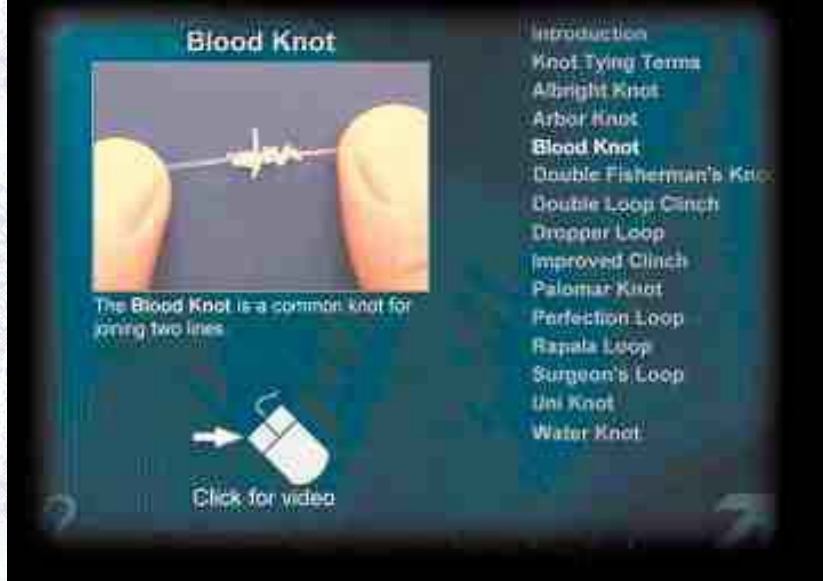 Blood Knot
The Blood Knot is a common knot for
joining two lines
Click for video
Introduction
Knot Tying Terms
Albright Knot
Arbor Knot
Blood Knot
Double Fisherman's Kno
Double Loop Clinch
Dropper Loop
Improved Clinch
Palomar Knot
Perfection Loop
Rapala Loop
Surgeon's Loop
Uni Knot
Water Knot